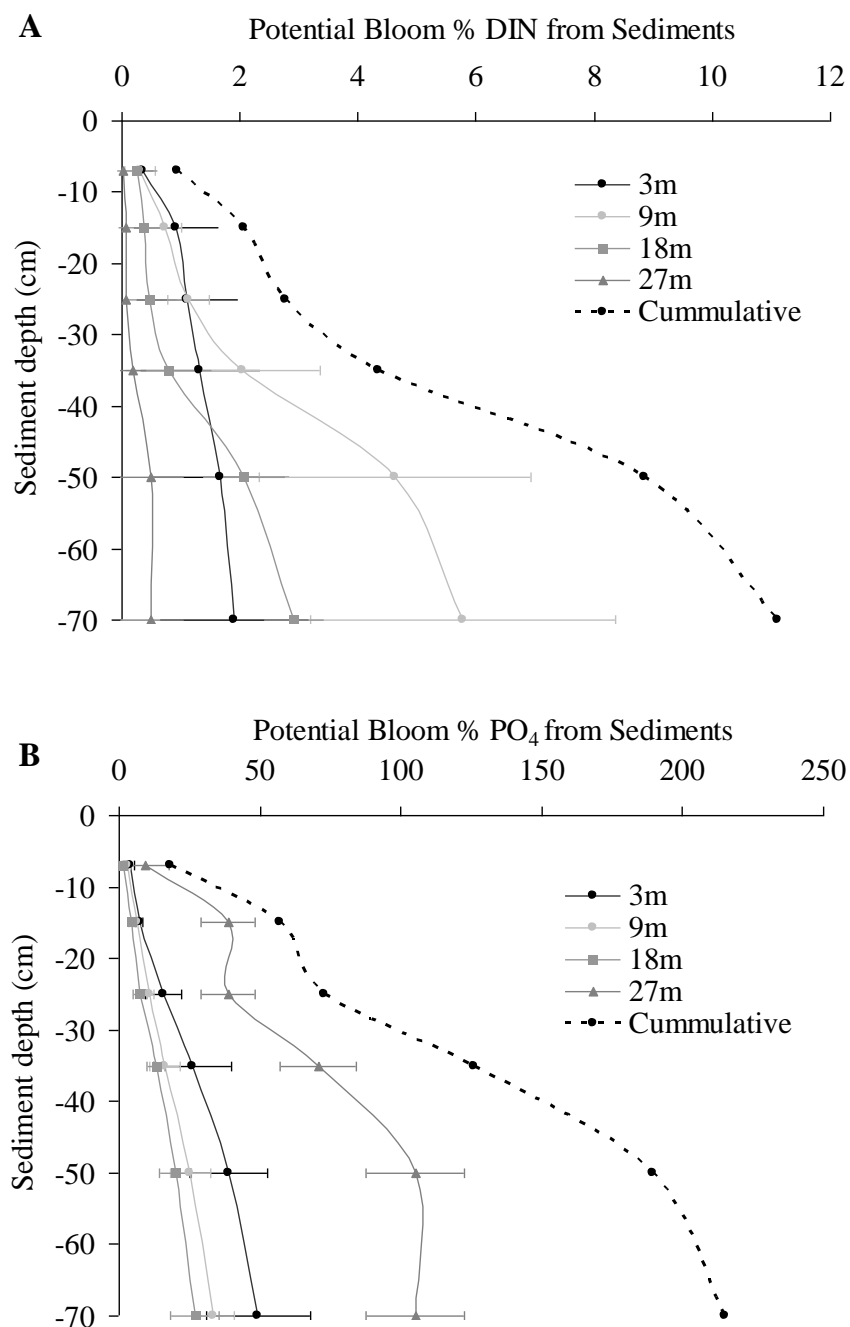 A
Potential Bloom % DIN from Sediments
0 2 4 6 8 10 12
0
-10
-20
-30
-40
-50
-60
-70
Sediment depth (cm)
3m
9m
18m
27m
Cummulative
B
Potential Bloom % PO4 from Sediments
0 50 100 150 200 250
0
-10
-20
-30
-40
-50
-60
-70
Sediment depth (cm)
3m
9m
18m
27m
Cummulative